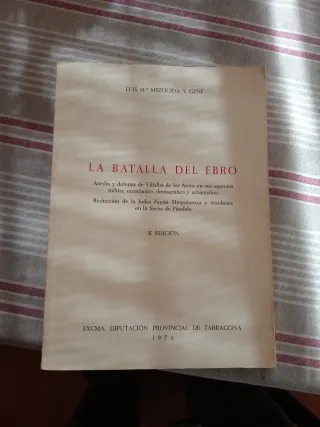 LUIS M.ª MEZQUIDA Y GENÉ
LA BATALLA DEL EBRO
Asedio y defensa de Villalba de los Arcos en sus aspectos
militar, económico, demográfico y urbanístico
Reducción de la bolsa Fayón-Mequinenza y combates
en la Sierra de Pàndols
II EDICIÓN
EXCMA. DIPUTACIÓN PROVINCIAL DE TARRAGONA
1974